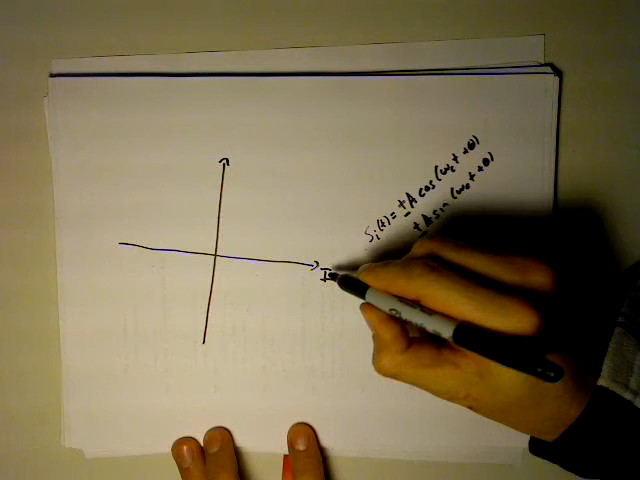 Si(t) = ±A cos(ω₀t + θ)
±A sin(ω₀t + θ)
I